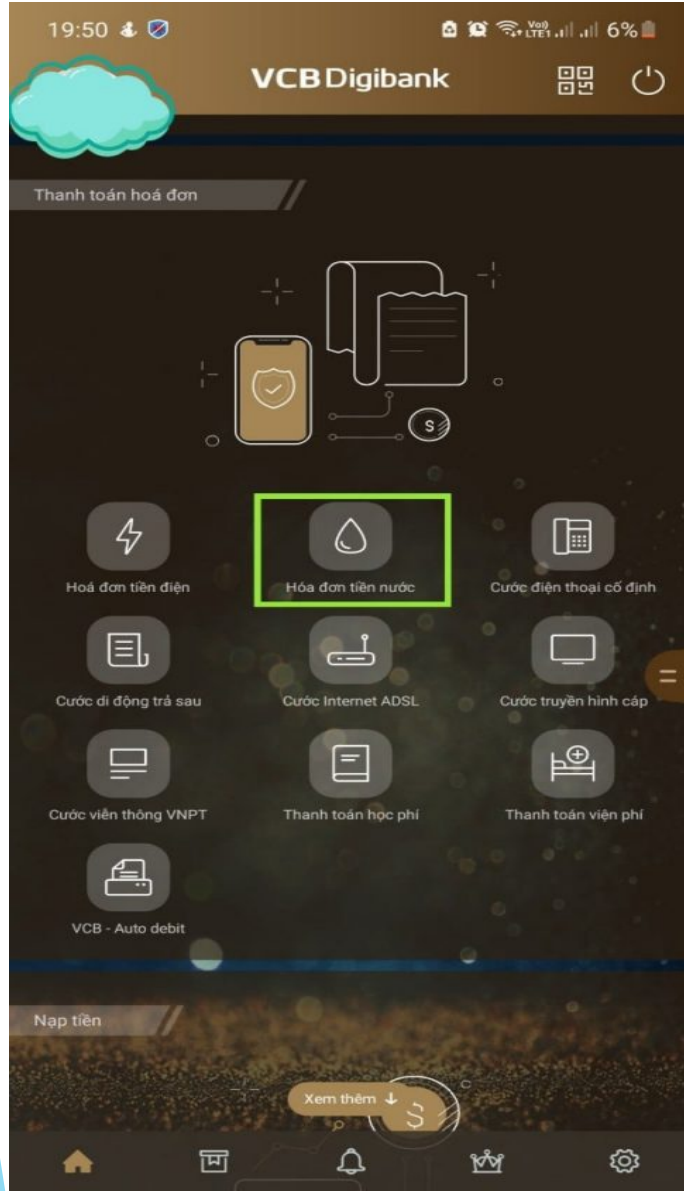 19:50 Vo)) LTE1 6%
VCB Digibank
Thanh toán hoá đơn
$
Hoá đơn tiền điện
Hóa đơn tiền nước
Cước điện thoại cố định
Cước di động trả sau
Cước Internet ADSL
Cước truyền hình cáp
Cước viễn thông VNPT
Thanh toán học phí
Thanh toán viện phí
VCB - Auto debit
Nạp tiền
Xem thêm ↓
$